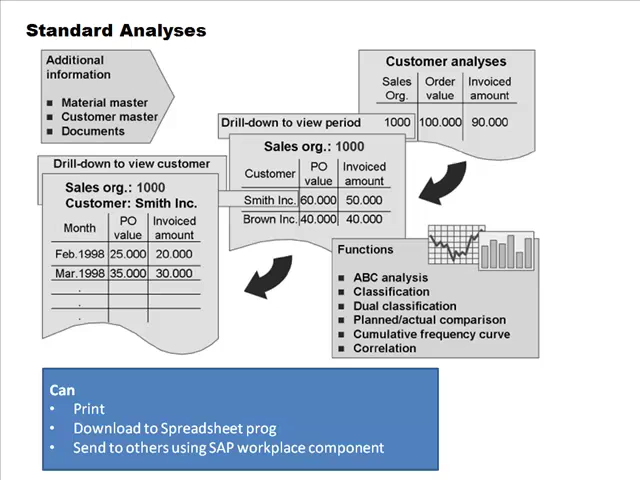 Standard Analyses
Additional
information
■ Material master
■ Customer master
■ Documents
Customer analyses
Sales Org. Order value Invoiced amount
1000 100.000 90.000
Drill-down to view period
Sales org.: 1000
Customer PO value Invoiced amount
Smith Inc. 60.000 50.000
Brown Inc. 40.000 40.000
Drill-down to view customer
Sales org.: 1000
Customer: Smith Inc.
Month PO value Invoiced amount
Feb.1998 25.000 20.000
Mar.1998 35.000 30.000
.
.
.
Functions
■ ABC analysis
■ Classification
■ Dual classification
■ Planned/actual comparison
■ Cumulative frequency curve
■ Correlation
Can
• Print
• Download to Spreadsheet prog
• Send to others using SAP workplace component